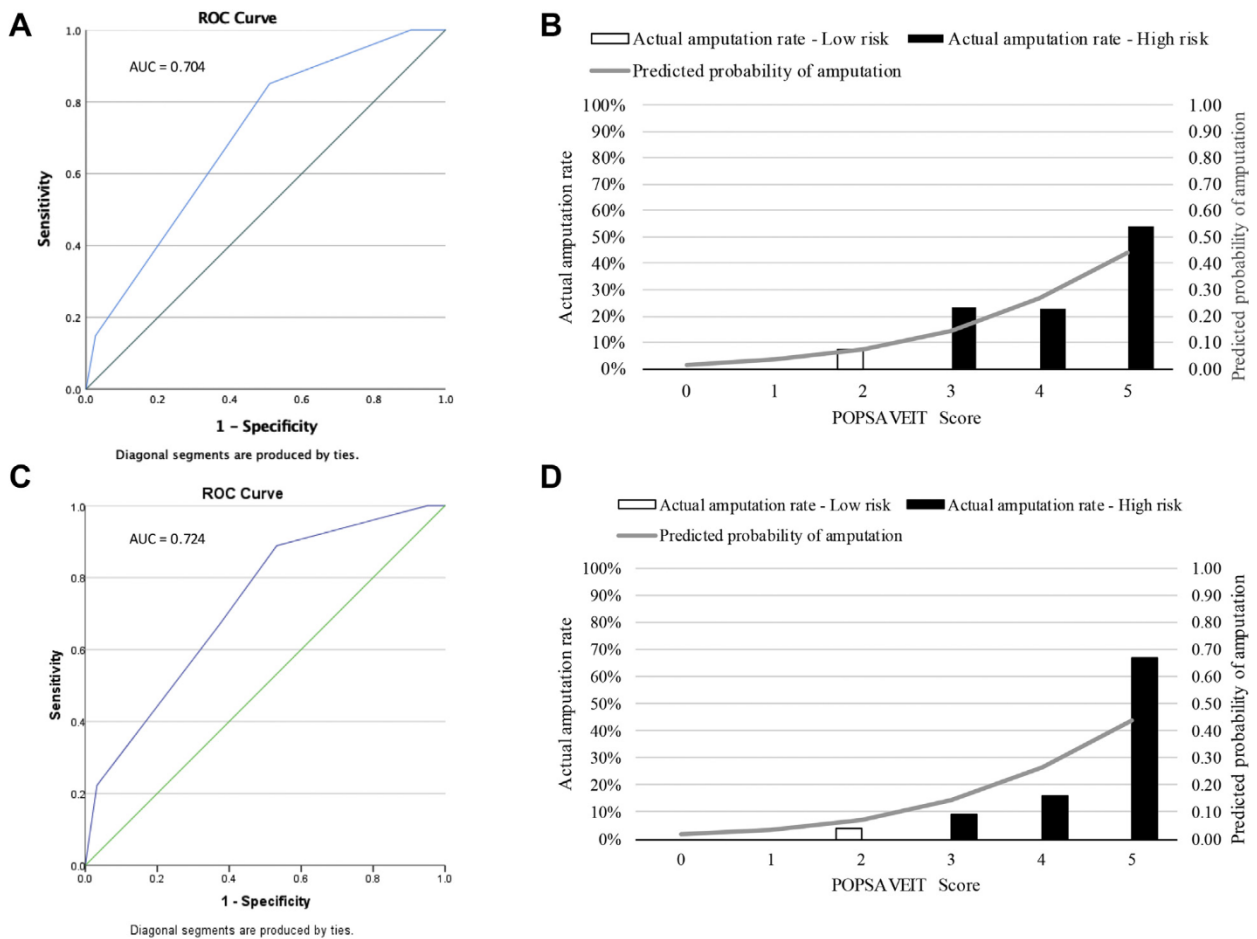 A
ROC Curve
AUC = 0.704
1.0
0.8
0.6
0.4
0.2
0.0
Sensitivity
0.0 0.2 0.4 0.6 0.8 1.0
1 – Specificity
Diagonal segments are produced by ties.
B
Actual amputation rate - Low risk Actual amputation rate - High risk
Predicted probability of amputation
100% 1.00
90% 0.90
80% 0.80
70% 0.70
60% 0.60
50% 0.50
40% 0.40
30% 0.30
20% 0.20
10% 0.10
0% 0.00
Actual amputation rate
Predicted probability of amputation
0 1 2 3 4 5
POPSAVEIT Score
C
ROC Curve
AUC = 0.724
1.0
0.8
0.6
0.4
0.2
0.0
Sensitivity
0.0 0.2 0.4 0.6 0.8 1.0
1 - Specificity
Diagonal segments are produced by ties.
D
Actual amputation rate - Low risk Actual amputation rate - High risk
Predicted probability of amputation
100% 1.00
90% 0.90
80% 0.80
70% 0.70
60% 0.60
50% 0.50
40% 0.40
30% 0.30
20% 0.20
10% 0.10
0% 0.00
Actual amputation rate
Predicted probability of amputation
0 1 2 3 4 5
POPSAVEIT Score